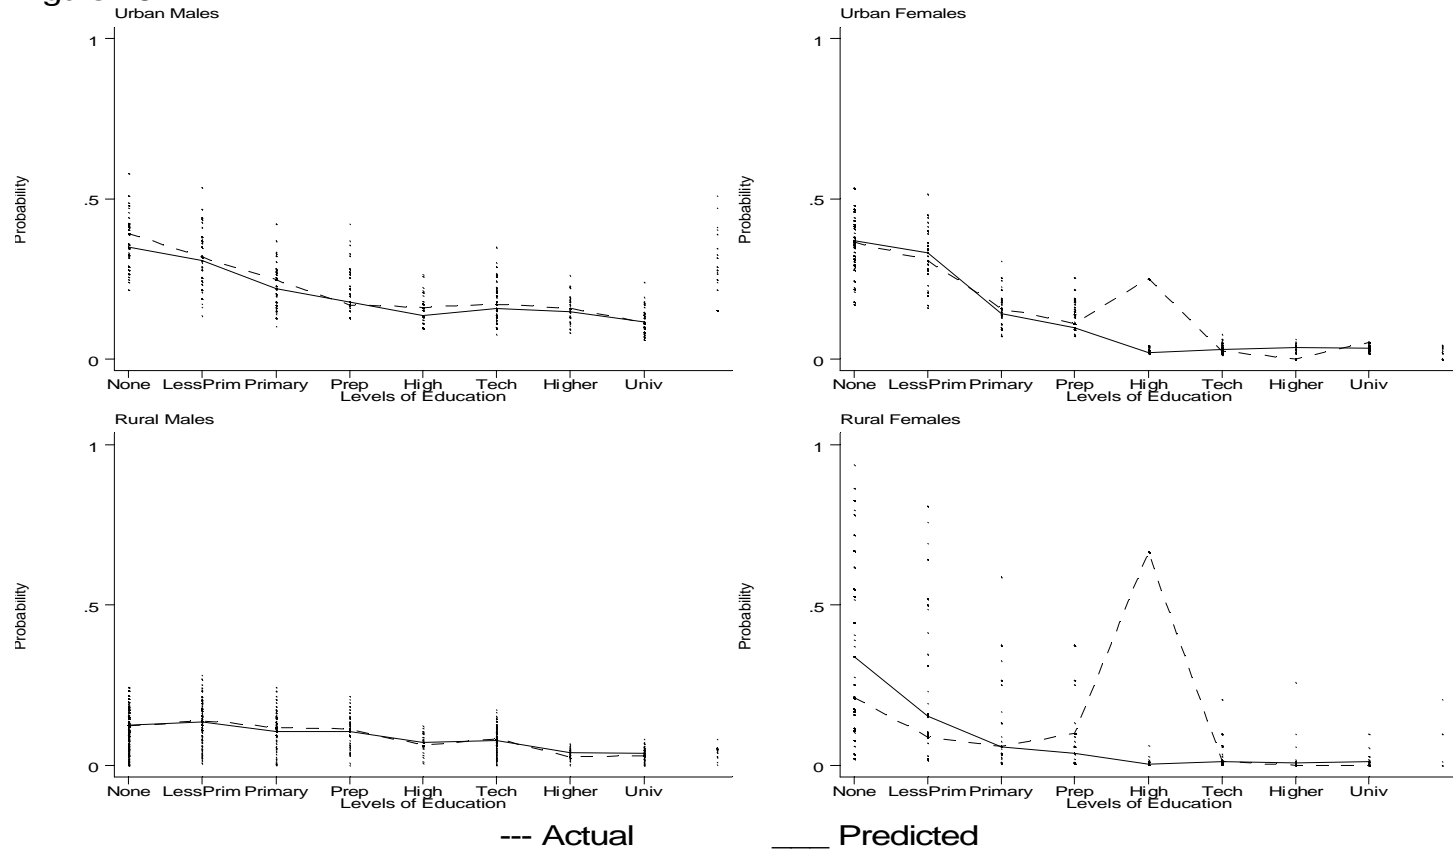 Urban Males
Urban Females
1
.5
0
Probability
None LessPrim Primary Prep High Tech Higher Univ
Levels of Education
1
.5
0
Probability
None LessPrim Primary Prep High Tech Higher Univ
Levels of Education
Rural Males
Rural Females
1
.5
0
Probability
None LessPrim Primary Prep High Tech Higher Univ
Levels of Education
1
.5
0
Probability
None LessPrim Primary Prep High Tech Higher Univ
Levels of Education
--- Actual ___ Predicted